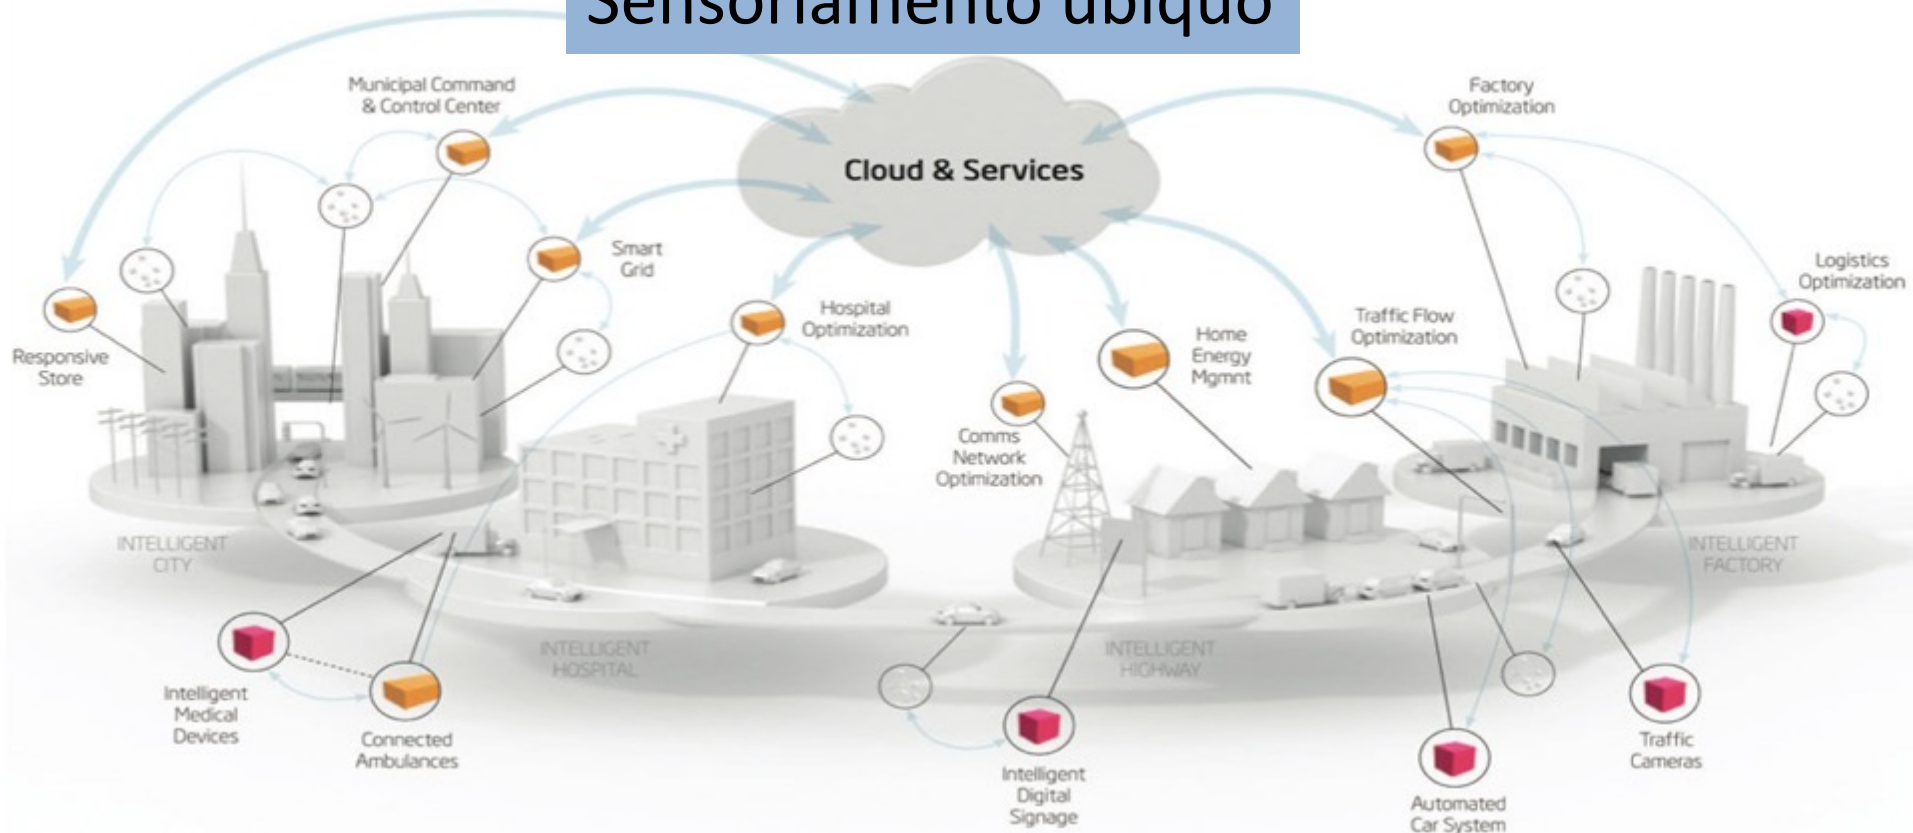 Sensoriamento ubíquo
Municipal Command
& Control Center
Factory
Optimization
Cloud & Services
Smart
Grid
Logistics
Optimization
Hospital
Optimization
Traffic Flow
Optimization
Home
Energy
Mgmnt
Responsive
Store
Comms
Network
Optimization
INTELLIGENT
CITY
INTELLIGENT
FACTORY
INTELLIGENT
HOSPITAL
INTELLIGENT
HIGHWAY
Intelligent
Medical
Devices
Connected
Ambulances
Traffic
Cameras
Intelligent
Digital
Signage
Automated
Car System